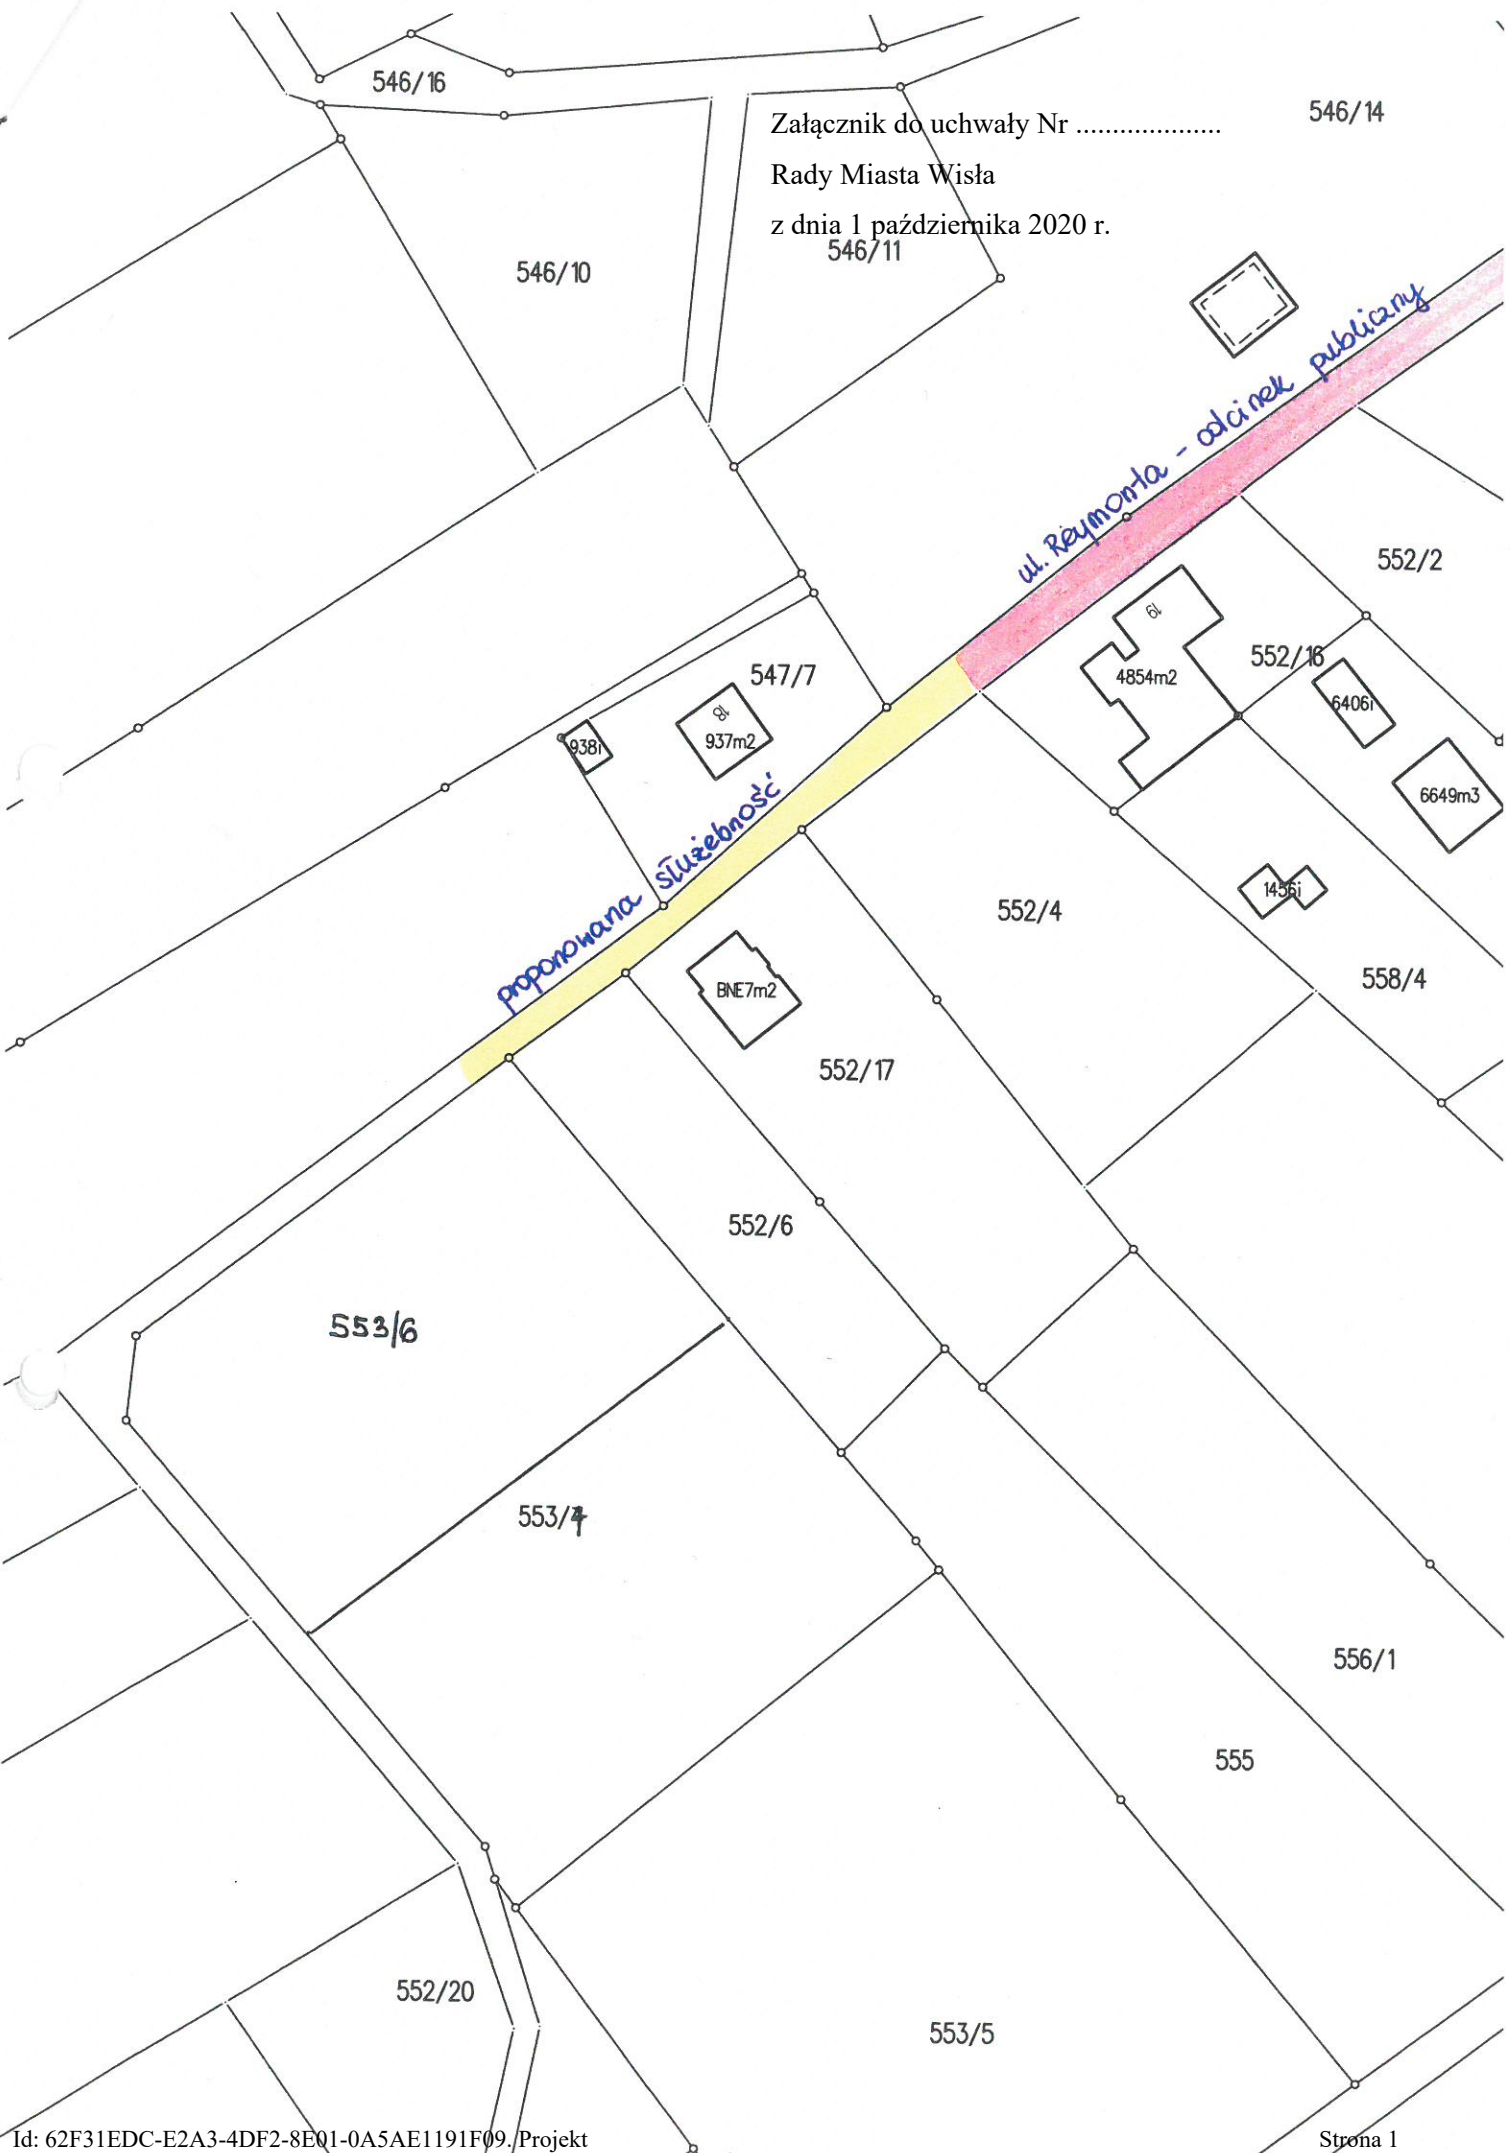 546/16
Załącznik do uchwały Nr ....................
546/14
Rady Miasta Wisła
z dnia 1 października 2020 r.
546/10
546/11
ul. Reymonta - odcinek publiczny
552/2
19
552/16
547/7
4854m2
6406i
18
938i
937m2
6649m3
proponowana służebność
1456i
552/4
558/4
BNE7m2
552/17
552/6
553/6
553/7
556/1
555
552/20
553/5
Id: 62F31EDC-E2A3-4DF2-8E01-0A5AE1191F09. Projekt
Strona 1